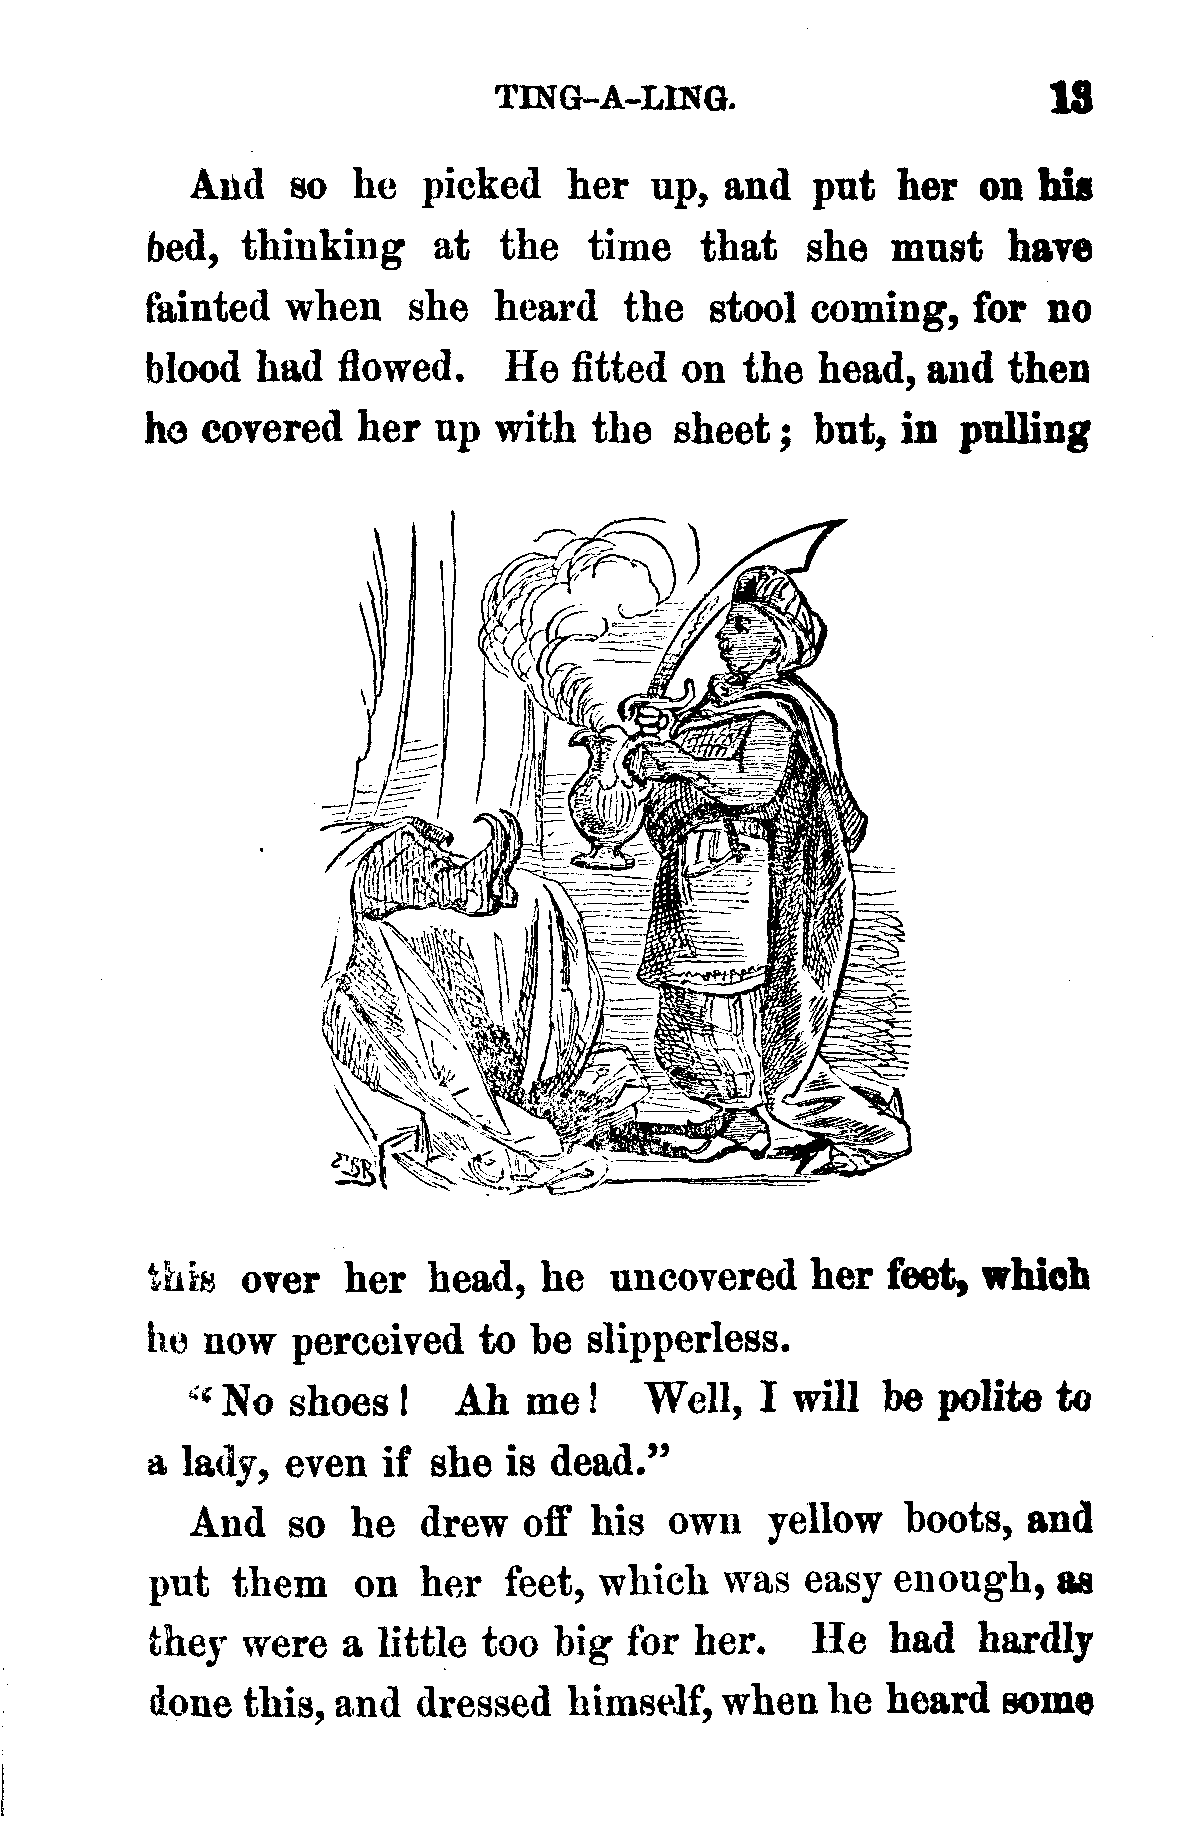 TING-A-LING. 13
And so he picked her up, and put her on his
bed, thinking at the time that she must have
fainted when she heard the stool coming, for no
blood had flowed. He fitted on the head, and then
he covered her up with the sheet; but, in pulling
this over her head, he uncovered her feet, which
he now perceived to be slipperless.
“No shoes! Ah me! Well, I will be polite to
a lady, even if she is dead.”
And so he drew off his own yellow boots, and
put them on her feet, which was easy enough, as
they were a little too big for her. He had hardly
done this, and dressed himself, when he heard some